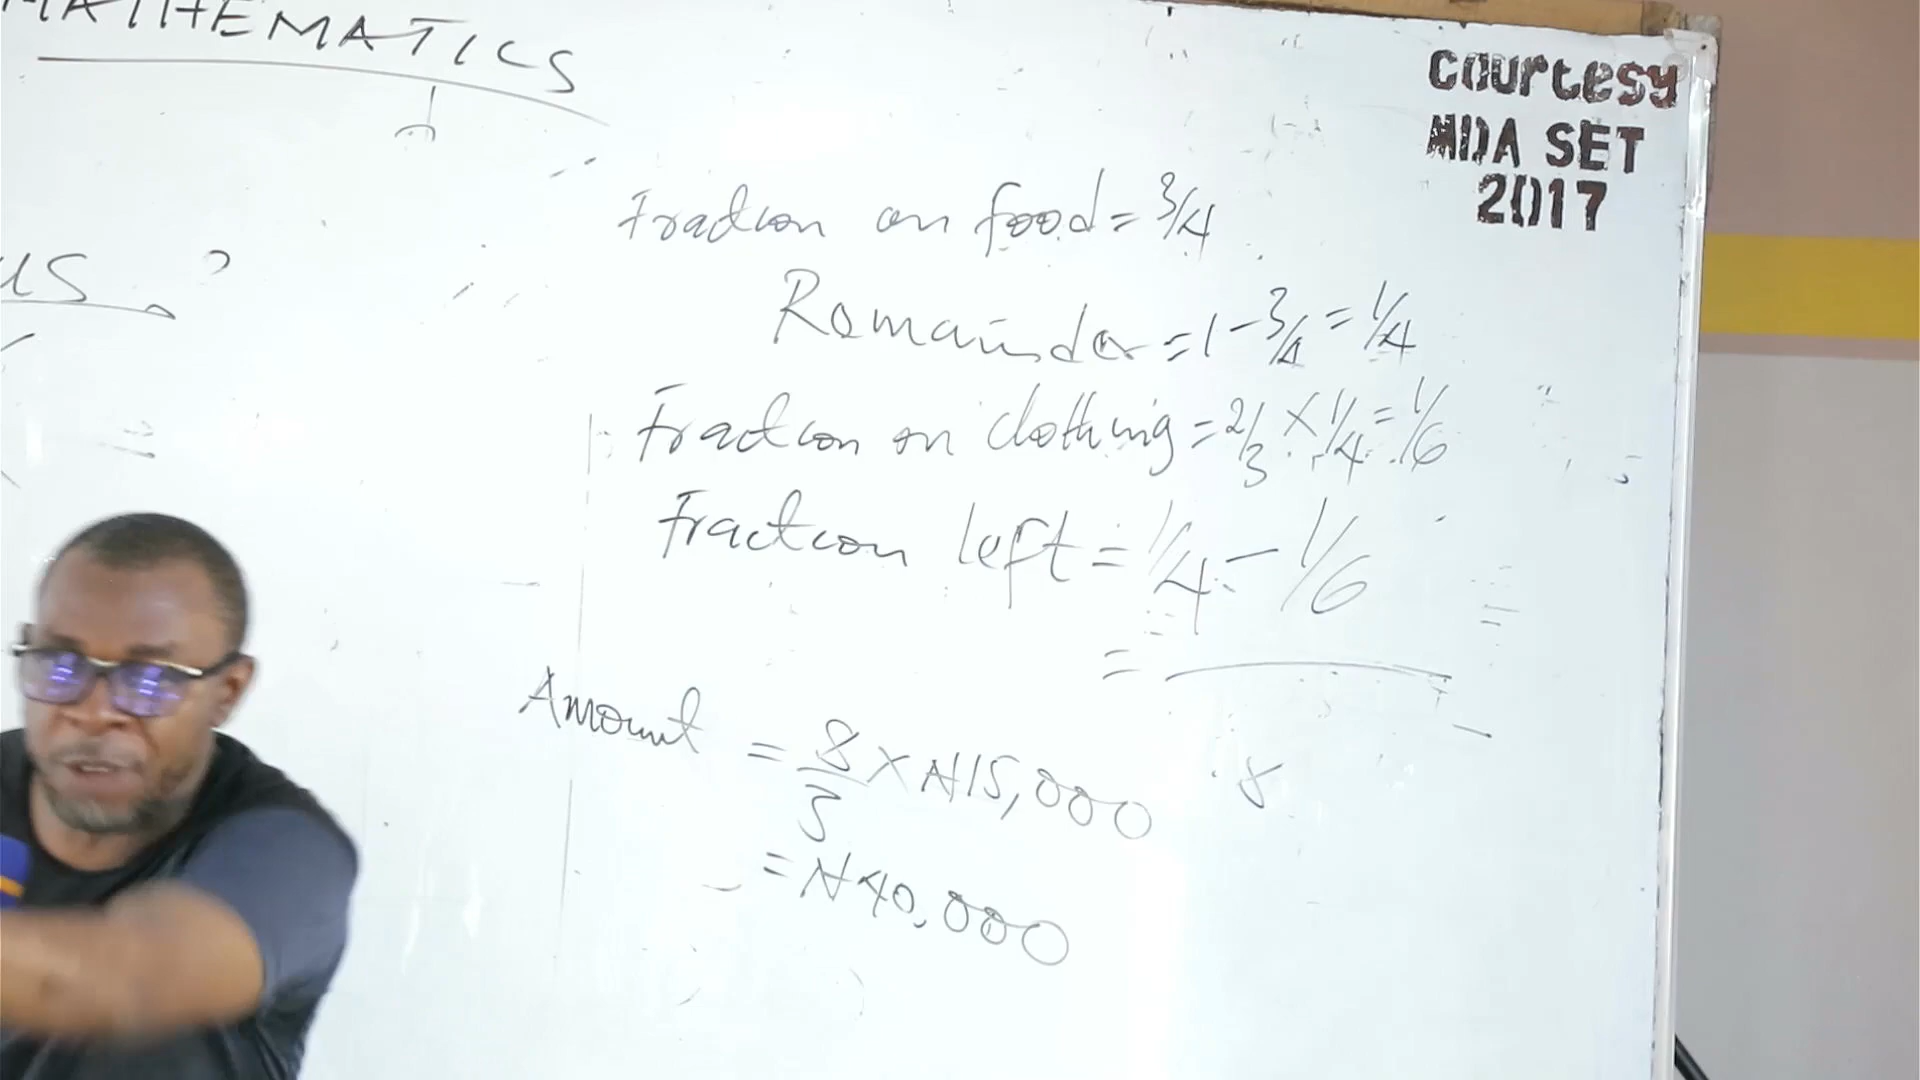 MATHEMATICS
US ?
Courtesy
MDA SET
2017
Fraction on food = 3/4
Remainder = 1 - 3/4 = 1/4
Fraction on clothing = 2/3 × 1/4 = 1/6
Fraction left = 1/4 - 1/6
=
Amount = 8/3 × ₦15,000
= ₦40,000
8